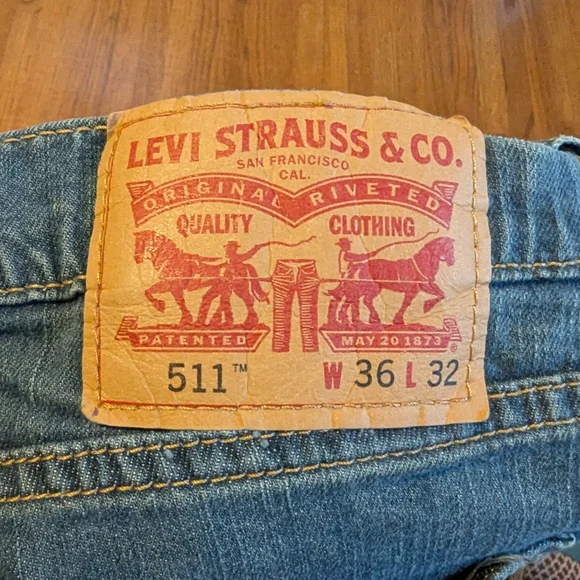 LEVI STRAUSS & CO.
SAN FRANCISCO
CAL.
ORIGINAL RIVETED
QUALITY CLOTHING
PATENTED MAY 20 1873 ®
511™ W 36 L 32